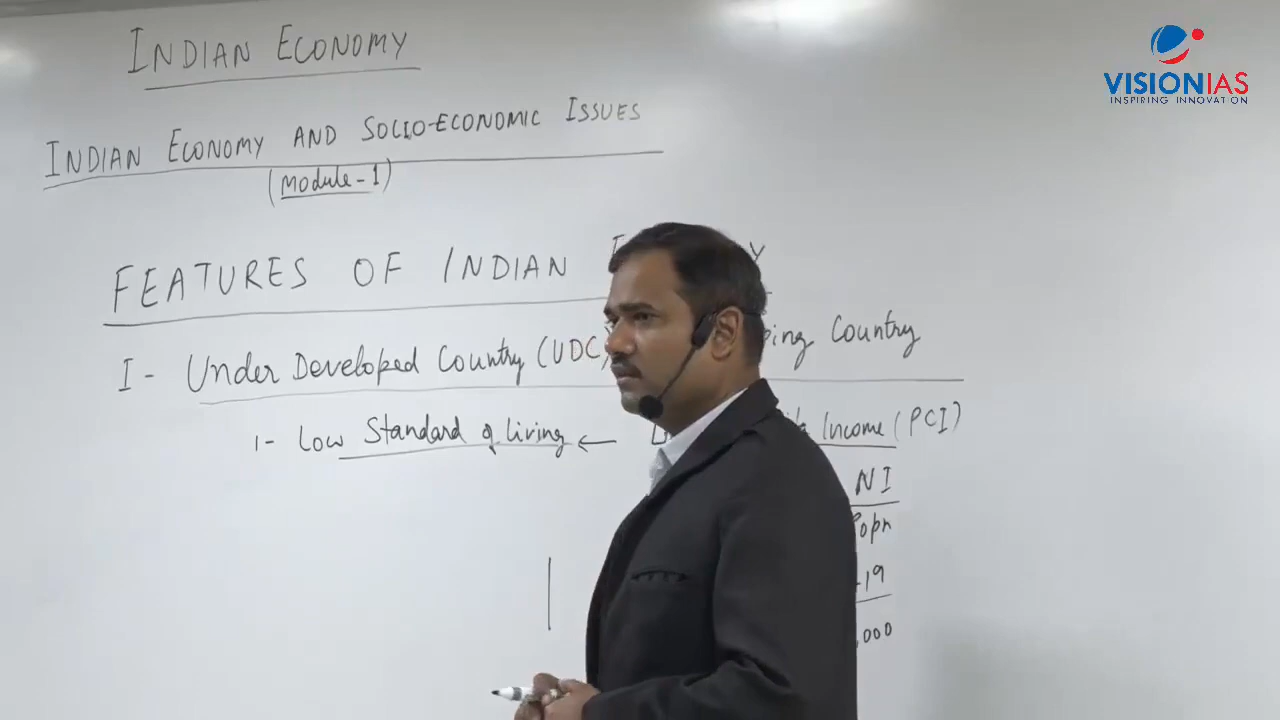 INDIAN ECONOMY
VISIONIAS
INSPIRING INNOVATION
INDIAN ECONOMY AND SOCIO-ECONOMIC ISSUES
(Module-1)
FEATURES OF INDIAN
I- Under Developed Country (UDC) Country
1- Low Standard of living ← Income (PCI)
NI
Popn
19
,000